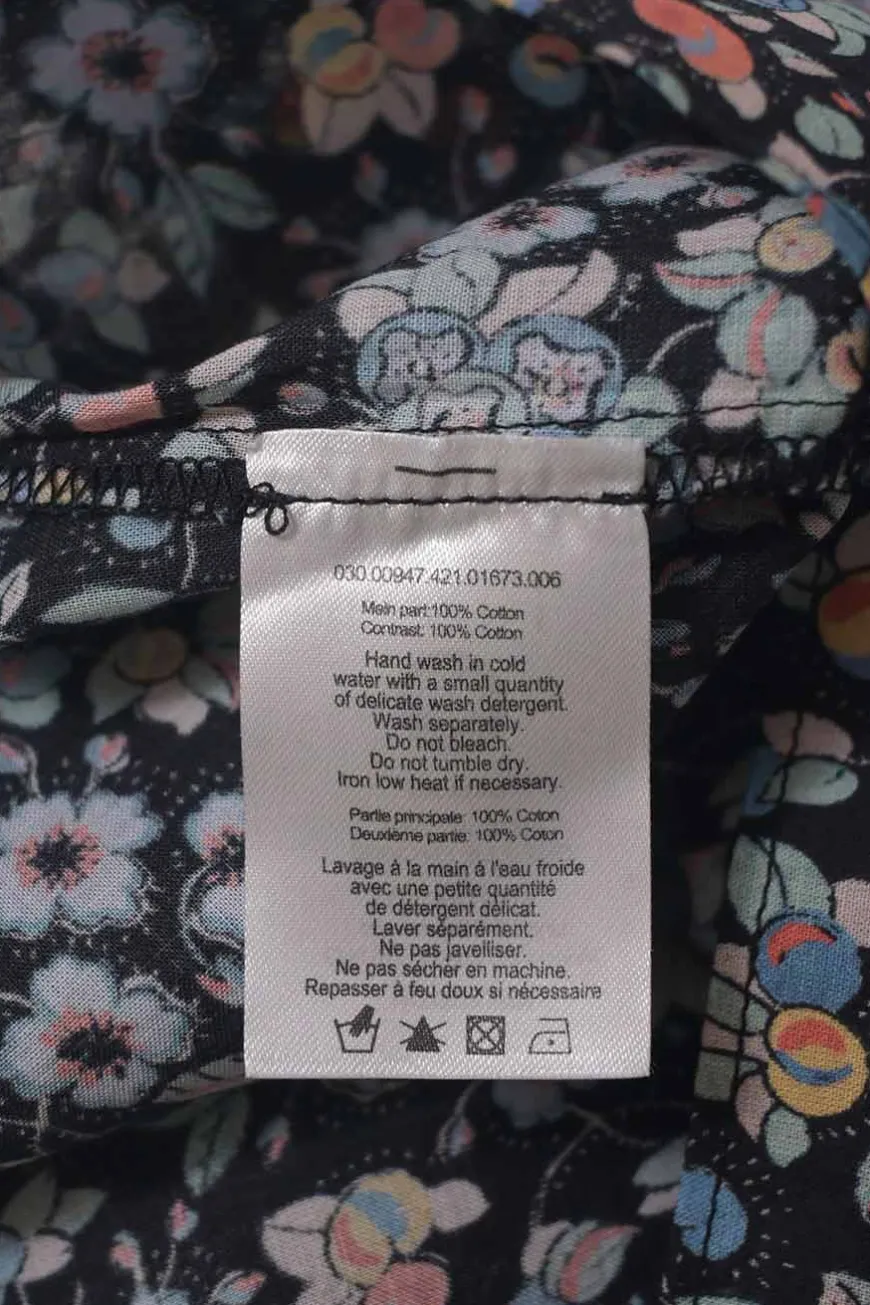 030.00947.421.01673.006
Mein part:100% Cotton
Contrast: 100% Cotton
Hand wash in cold
water with a small quantity
of delicate wash detergent.
Wash separately.
Do not bleach.
Do not tumble dry.
Iron low heat if necessary.
Partie principale: 100% Coton
Deuxième partie: 100% Coton
Lavage à la main á l'eau froide
avec une petite quantité
de détergent délicat.
Laver séparément.
Ne pas javelliser.
Ne pas sécher en machine.
Repasser à feu doux si nécessaire